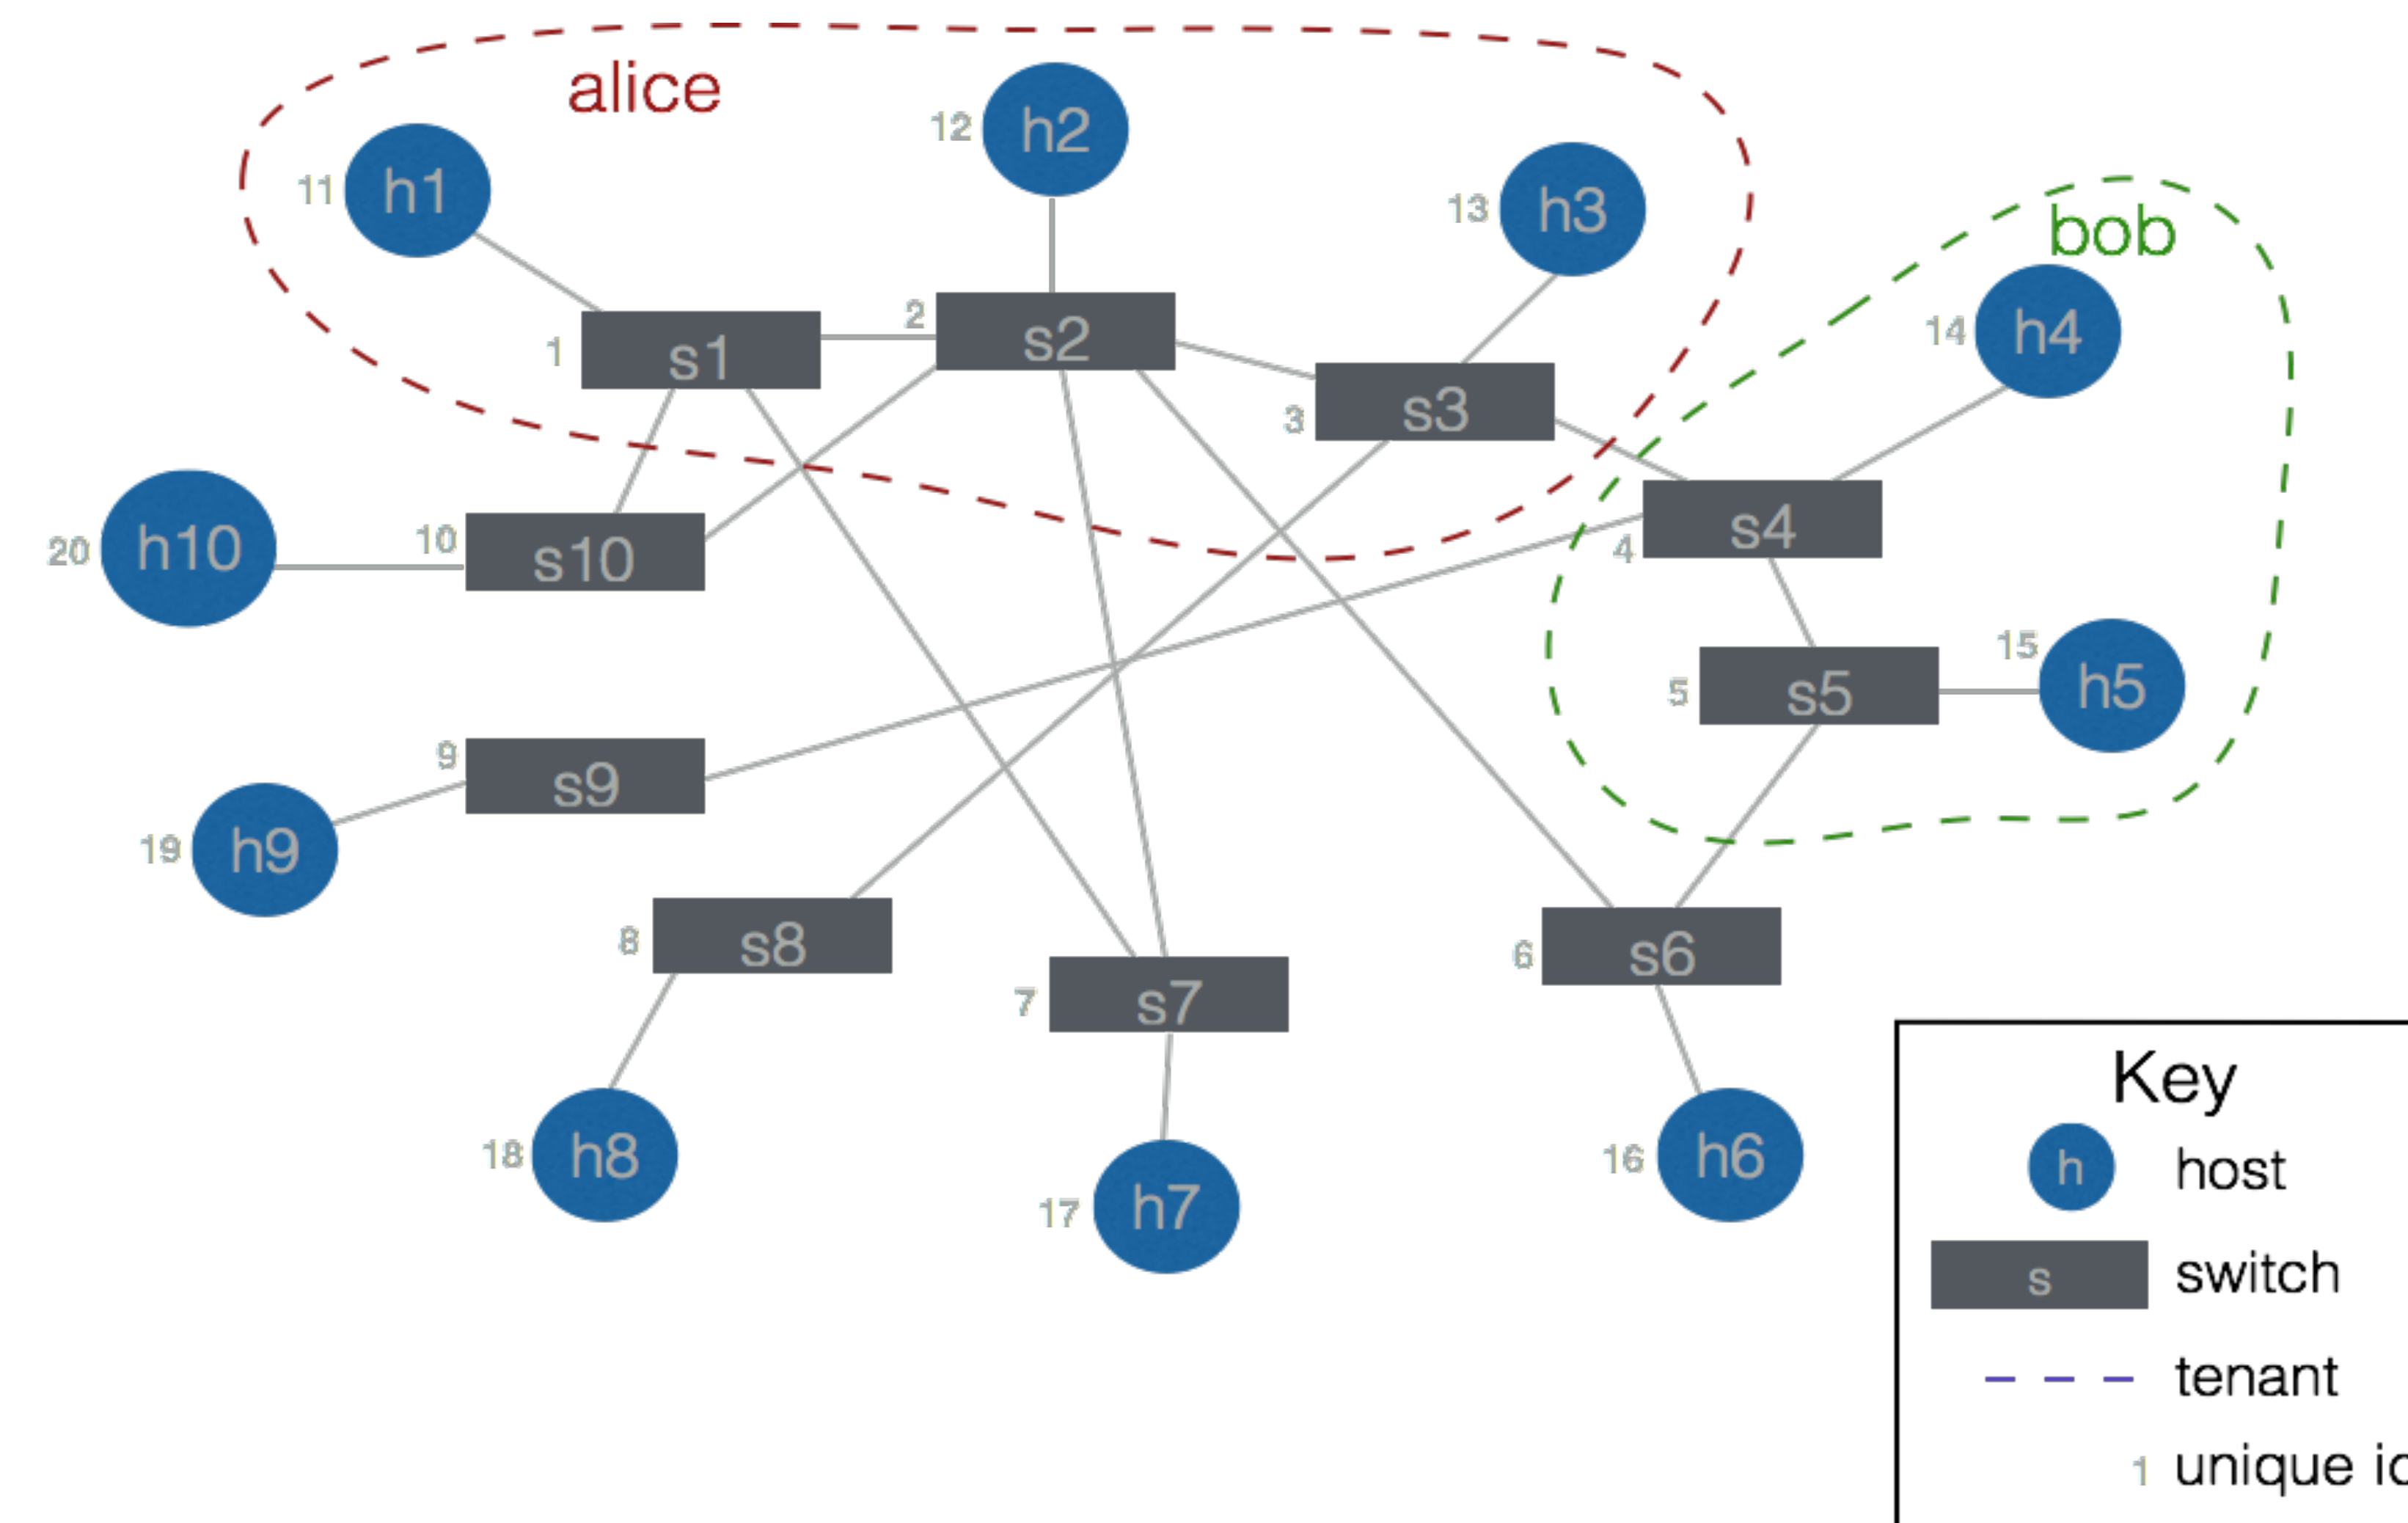 alice
12 h2
11 h1
13 h3
bob
14 h4
1 s1
2 s2
3 s3
20 h10
10 s10
4 s4
15 h5
5 s5
9 s9
19 h9
8 s8
7 s7
6 s6
18 h8
17 h7
16 h6
Key
h host
s switch
tenant
1 unique